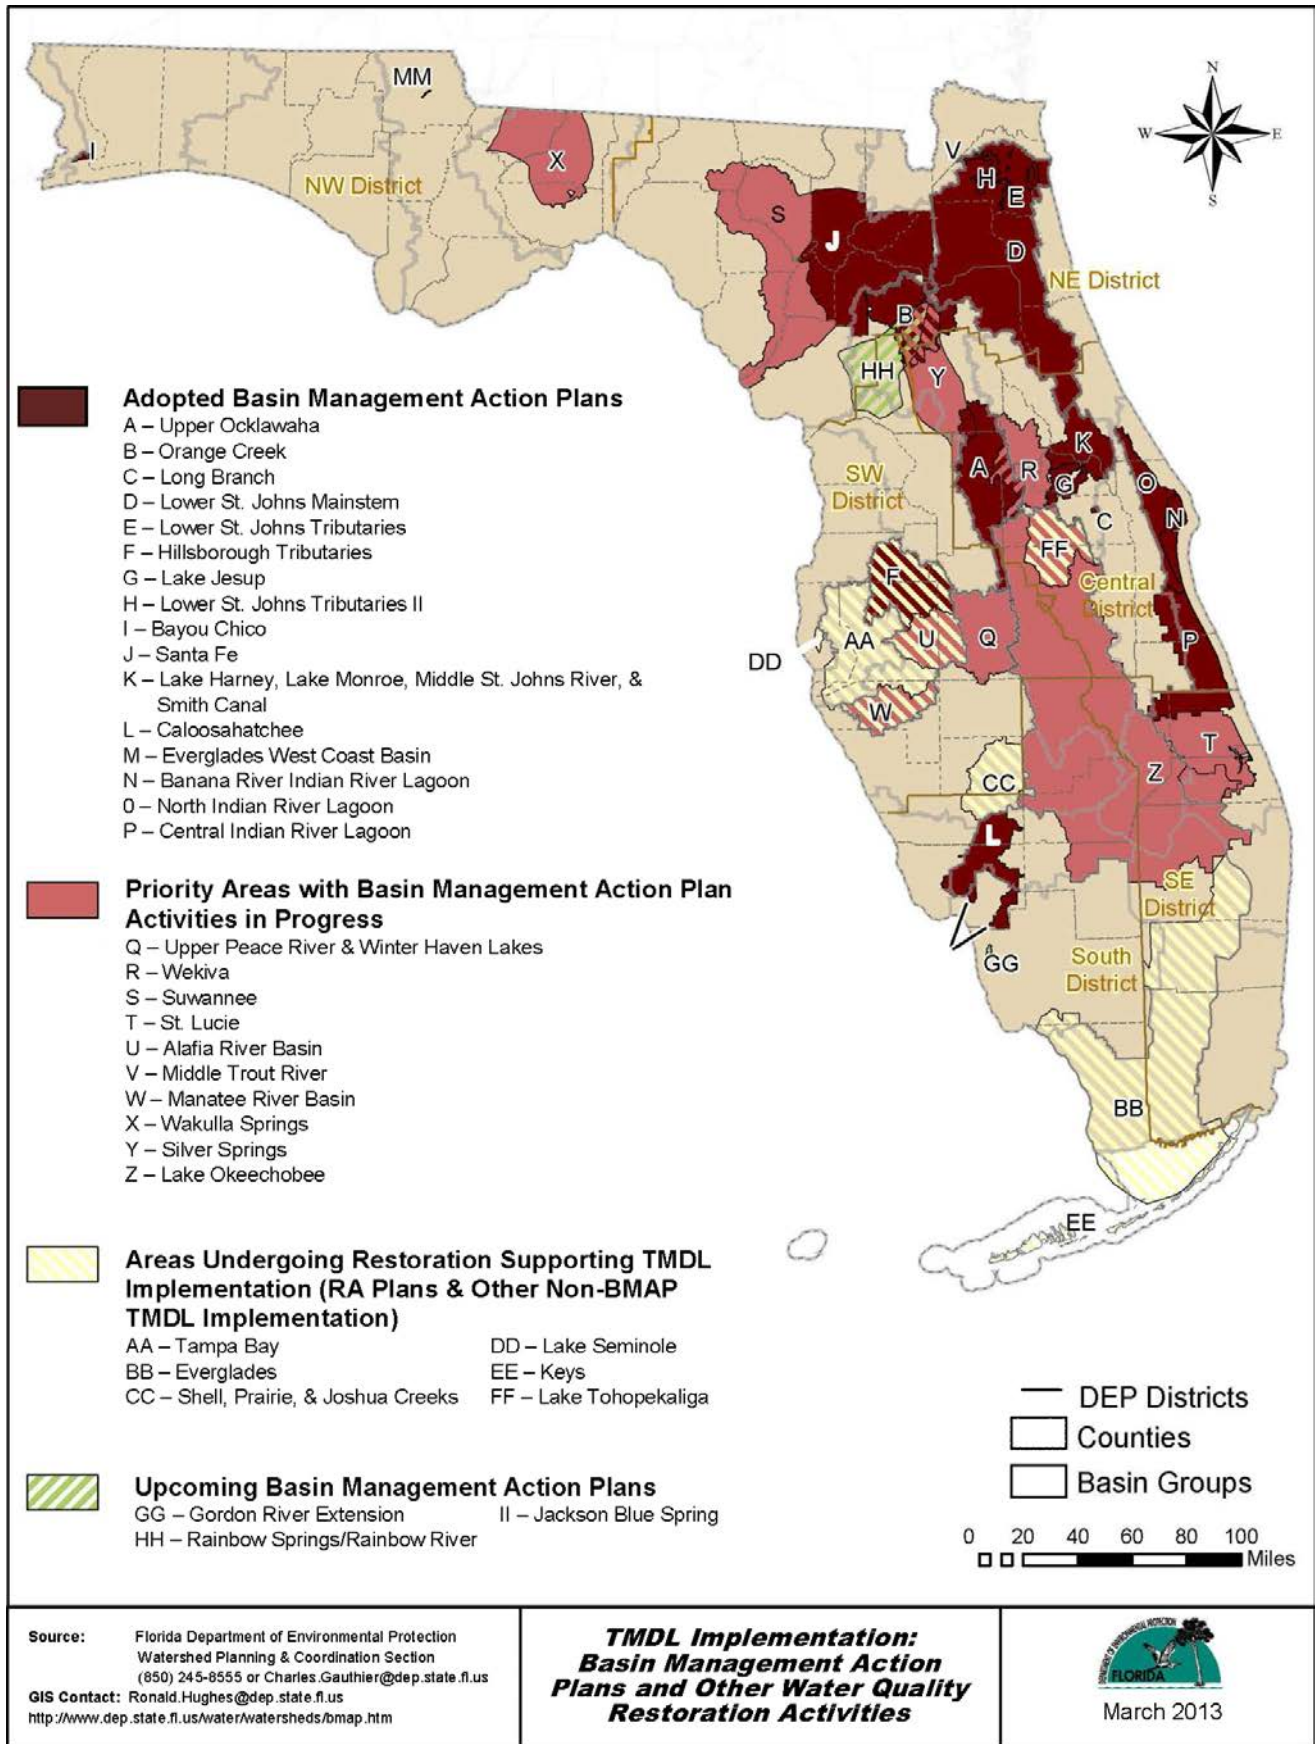 MM
I
X
NW District
V
H
E
S
J
D
NE District
B
HH
Y
SW
District
A
R
K
G
O
N
C
FF
Central
District
F
AA
U
Q
DD
P
W
T
CC
Z
L
SE
District
GG
South
District
BB
EE
N
W
E
S
Adopted Basin Management Action Plans
A – Upper Ocklawaha
B – Orange Creek
C – Long Branch
D – Lower St. Johns Mainstem
E – Lower St. Johns Tributaries
F – Hillsborough Tributaries
G – Lake Jesup
H – Lower St. Johns Tributaries II
I – Bayou Chico
J – Santa Fe
K – Lake Harney, Lake Monroe, Middle St. Johns River, &
Smith Canal
L – Caloosahatchee
M – Everglades West Coast Basin
N – Banana River Indian River Lagoon
0 – North Indian River Lagoon
P – Central Indian River Lagoon
Priority Areas with Basin Management Action Plan
Activities in Progress
Q – Upper Peace River & Winter Haven Lakes
R – Wekiva
S – Suwannee
T – St. Lucie
U – Alafia River Basin
V – Middle Trout River
W – Manatee River Basin
X – Wakulla Springs
Y – Silver Springs
Z – Lake Okeechobee
Areas Undergoing Restoration Supporting TMDL
Implementation (RA Plans & Other Non-BMAP
TMDL Implementation)
AA – Tampa Bay DD – Lake Seminole
BB – Everglades EE – Keys
CC – Shell, Prairie, & Joshua Creeks FF – Lake Tohopekaliga
Upcoming Basin Management Action Plans
GG – Gordon River Extension II – Jackson Blue Spring
HH – Rainbow Springs/Rainbow River
DEP Districts
Counties
Basin Groups
0 20 40 60 80 100
Miles
Source: Florida Department of Environmental Protection
Watershed Planning & Coordination Section
(850) 245-8555 or Charles.Gauthier@dep.state.fl.us
GIS Contact: Ronald.Hughes@dep.state.fl.us
http://www.dep.state.fl.us/water/watersheds/bmap.htm
TMDL Implementation:
Basin Management Action
Plans and Other Water Quality
Restoration Activities
DEPARTMENT OF ENVIRONMENTAL PROTECTION
FLORIDA
March 2013